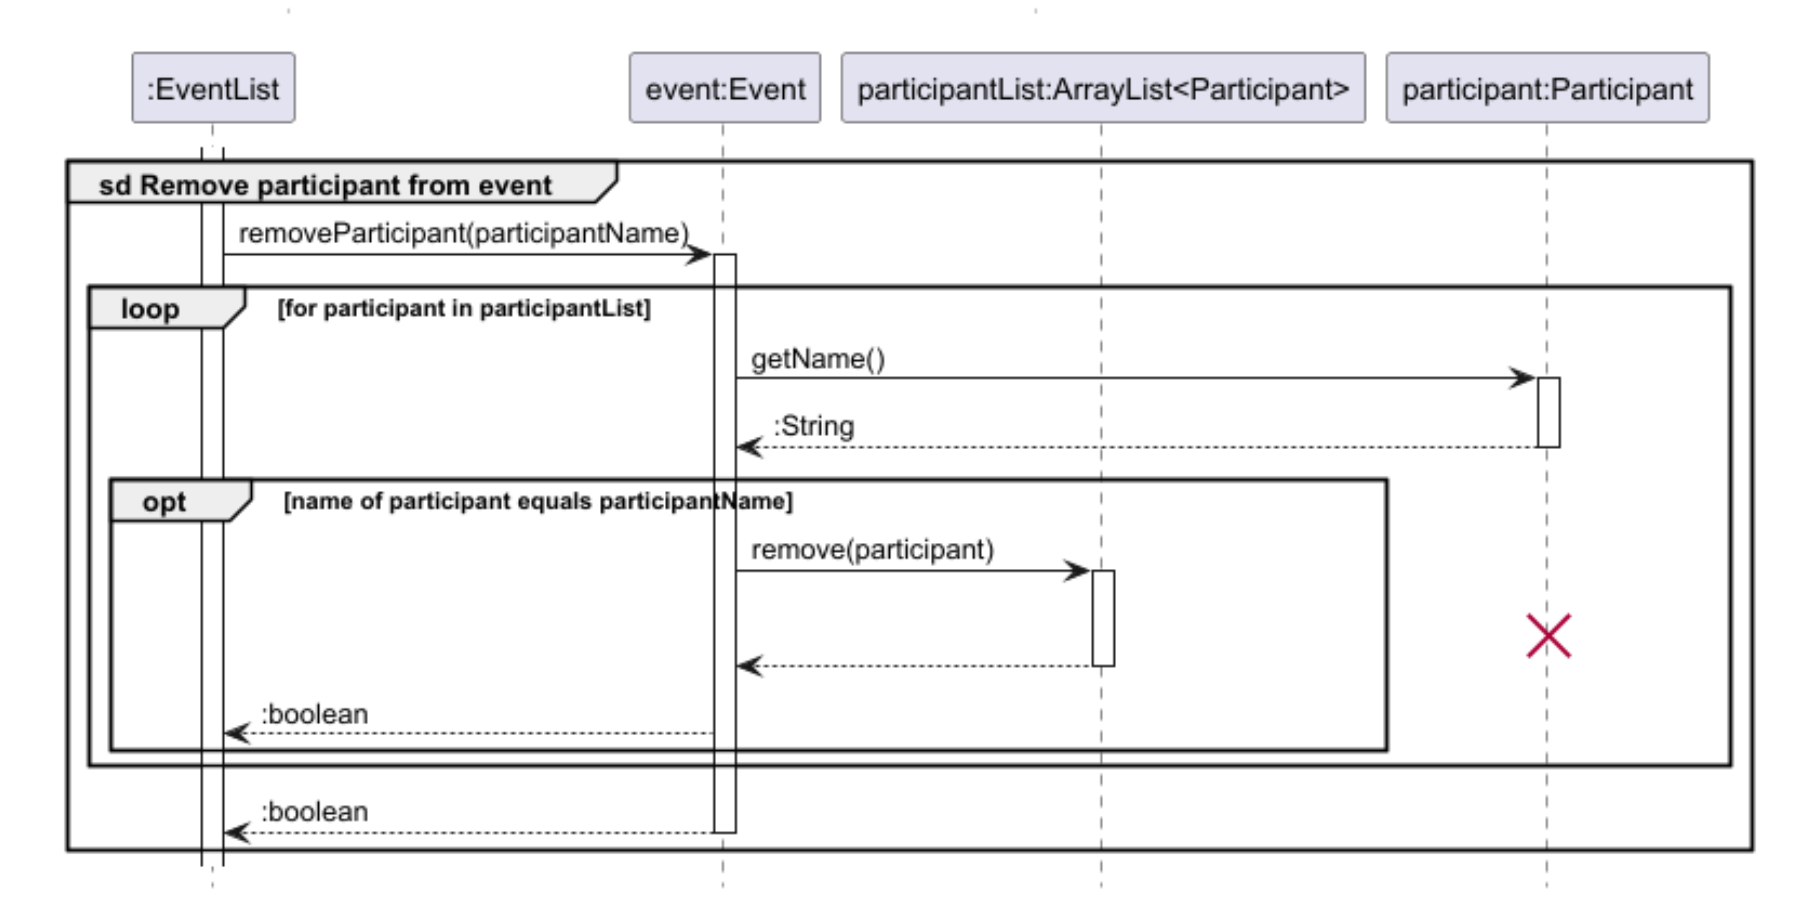 :EventList
event:Event
participantList:ArrayList<Participant>
participant:Participant
sd Remove participant from event
removeParticipant(participantName)
loop
[for participant in participantList]
getName()
:String
opt
[name of participant equals participantName]
remove(participant)
:boolean
:boolean